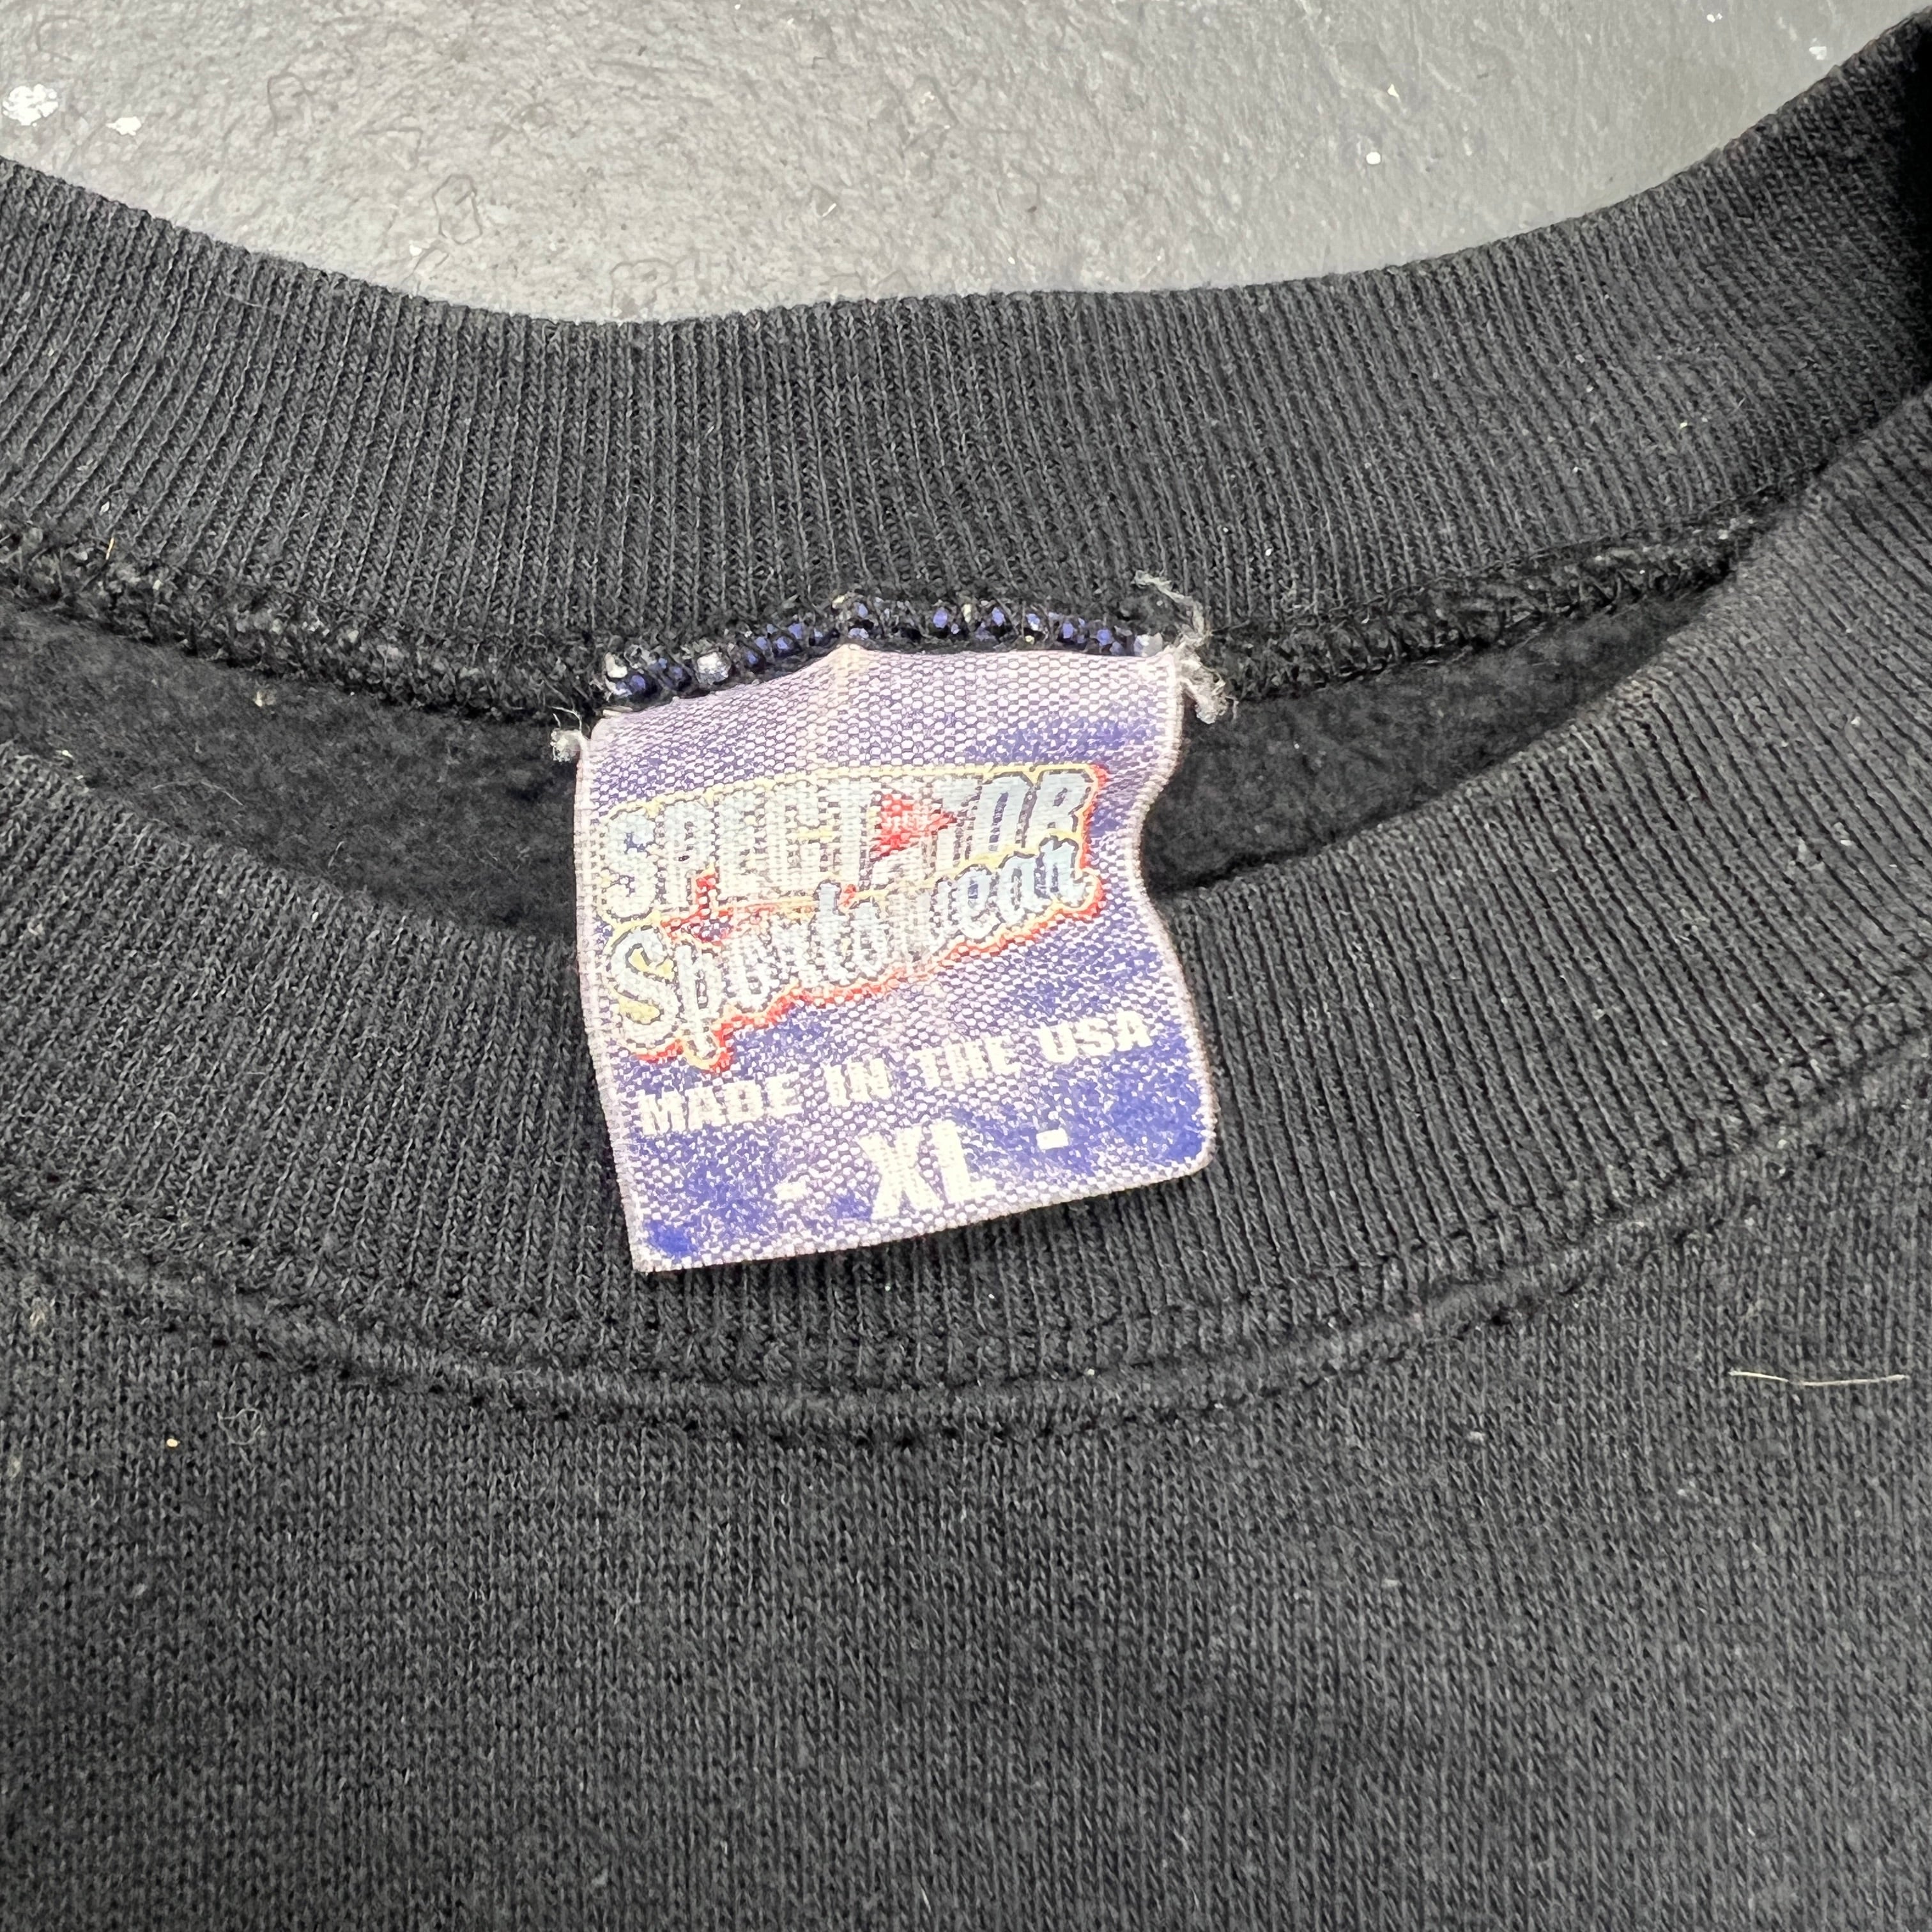 SPECTATOR
Sportswear
MADE IN THE USA
- XL -